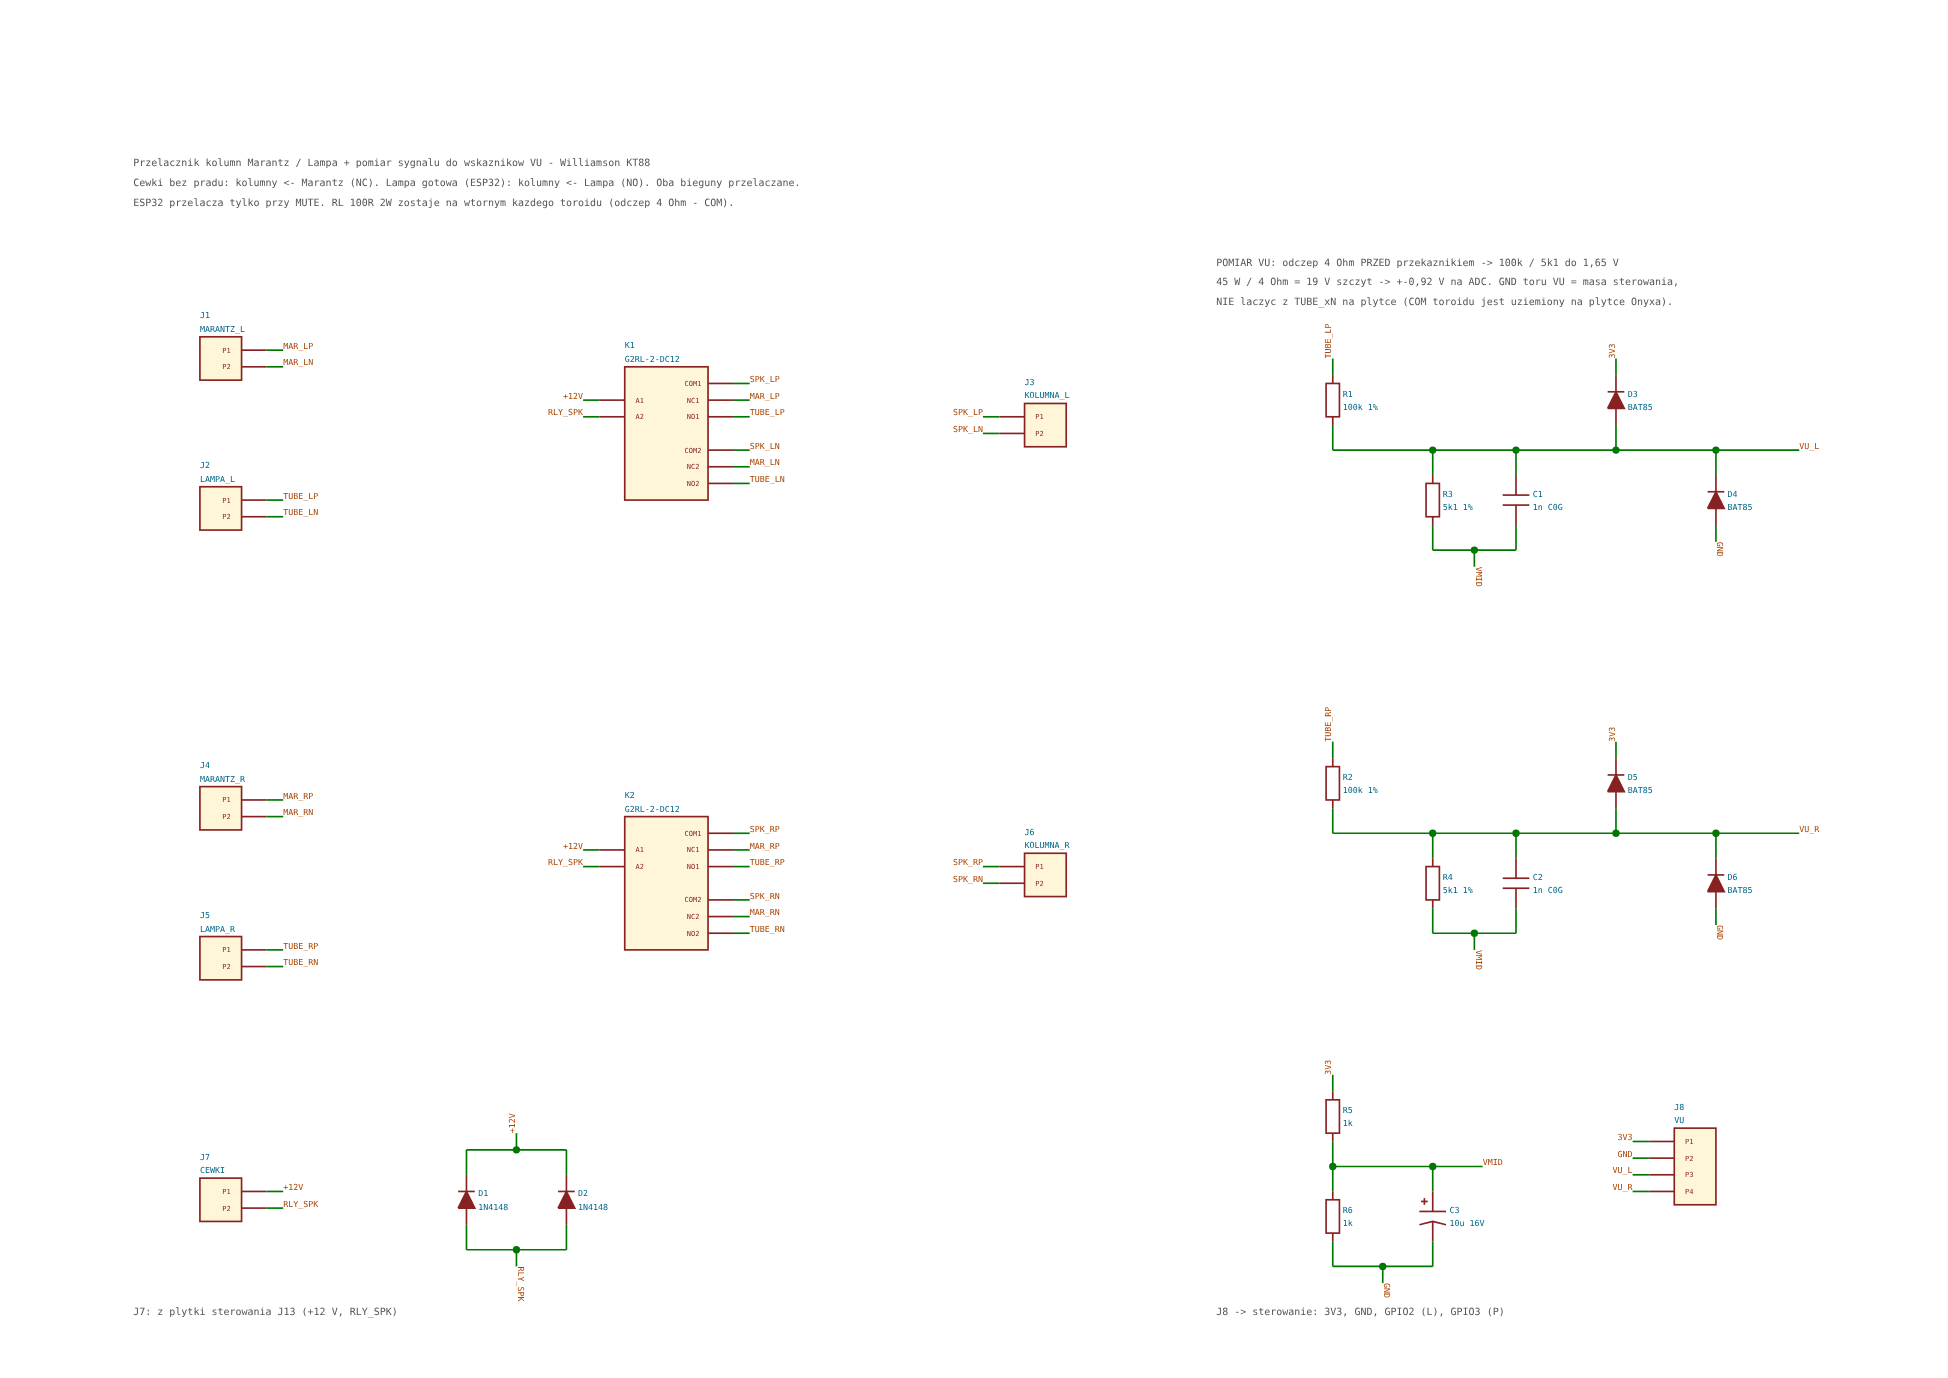 Przelacznik kolumn Marantz / Lampa + pomiar sygnalu do wskaznikow VU - Williamson KT88
Cewki bez pradu: kolumny <- Marantz (NC). Lampa gotowa (ESP32): kolumny <- Lampa (NO). Oba bieguny przelaczane.
ESP32 przelacza tylko przy MUTE. RL 100R 2W zostaje na wtornym kazdego toroidu (odczep 4 Ohm - COM).
J1
MARANTZ_L
P1
MAR_LP
P2
MAR_LN
J2
LAMPA_L
P1
TUBE_LP
P2
TUBE_LN
K1
G2RL-2-DC12
+12V
A1
RLY_SPK
A2
COM1
SPK_LP
NC1
MAR_LP
NO1
TUBE_LP
COM2
SPK_LN
NC2
MAR_LN
NO2
TUBE_LN
J3
KOLUMNA_L
SPK_LP
P1
SPK_LN
P2
POMIAR VU: odczep 4 Ohm PRZED przekaznikiem -> 100k / 5k1 do 1,65 V
45 W / 4 Ohm = 19 V szczyt -> +-0,92 V na ADC. GND toru VU = masa sterowania,
NIE laczyc z TUBE_xN na plytce (COM toroidu jest uziemiony na plytce Onyxa).
TUBE_LP
R1
100k 1%
3V3
D3
BAT85
VU_L
R3
5k1 1%
C1
1n C0G
D4
BAT85
GND
VMID
J4
MARANTZ_R
P1
MAR_RP
P2
MAR_RN
J5
LAMPA_R
P1
TUBE_RP
P2
TUBE_RN
K2
G2RL-2-DC12
+12V
A1
RLY_SPK
A2
COM1
SPK_RP
NC1
MAR_RP
NO1
TUBE_RP
COM2
SPK_RN
NC2
MAR_RN
NO2
TUBE_RN
J6
KOLUMNA_R
SPK_RP
P1
SPK_RN
P2
TUBE_RP
R2
100k 1%
3V3
D5
BAT85
VU_R
R4
5k1 1%
C2
1n C0G
D6
BAT85
GND
VMID
J7
CEWKI
P1
+12V
P2
RLY_SPK
+12V
D1
1N4148
D2
1N4148
RLY_SPK
J7: z plytki sterowania J13 (+12 V, RLY_SPK)
3V3
R5
1k
VMID
R6
1k
+
C3
10u 16V
GND
J8
VU
3V3
P1
GND
P2
VU_L
P3
VU_R
P4
J8 -> sterowanie: 3V3, GND, GPIO2 (L), GPIO3 (P)